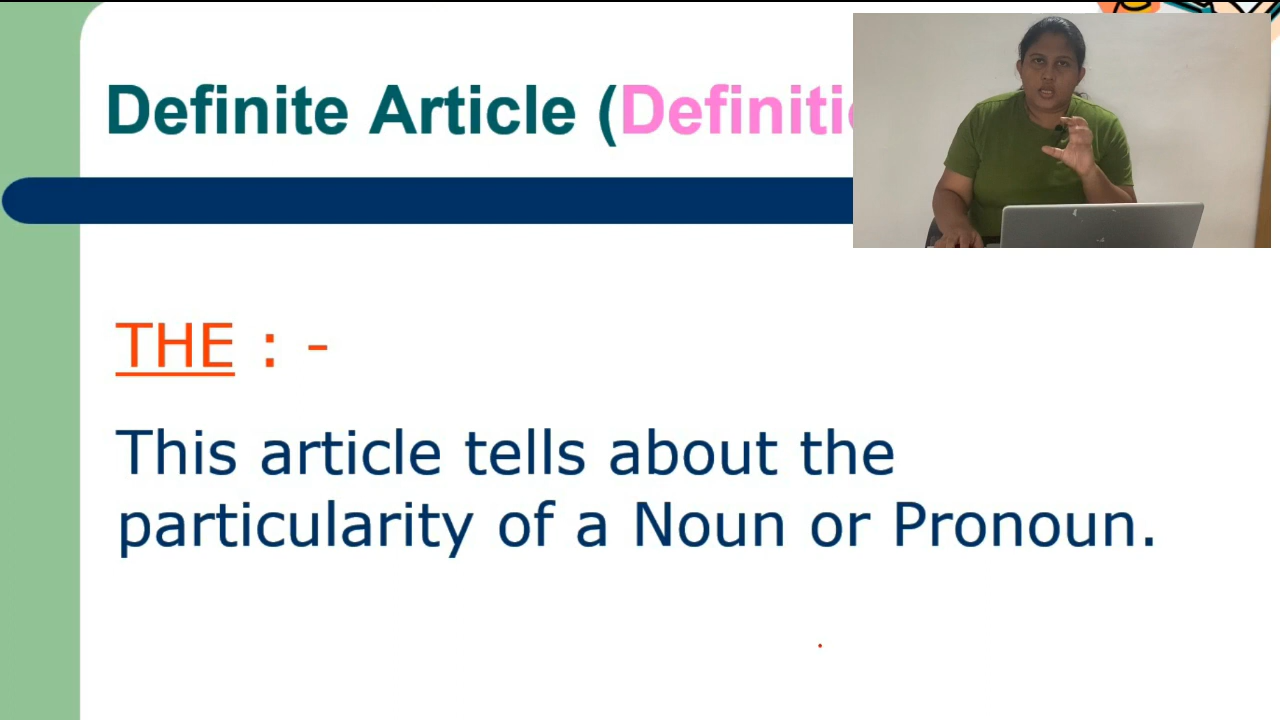 Definite Article (Definiti
THE : -
This article tells about the
particularity of a Noun or Pronoun.